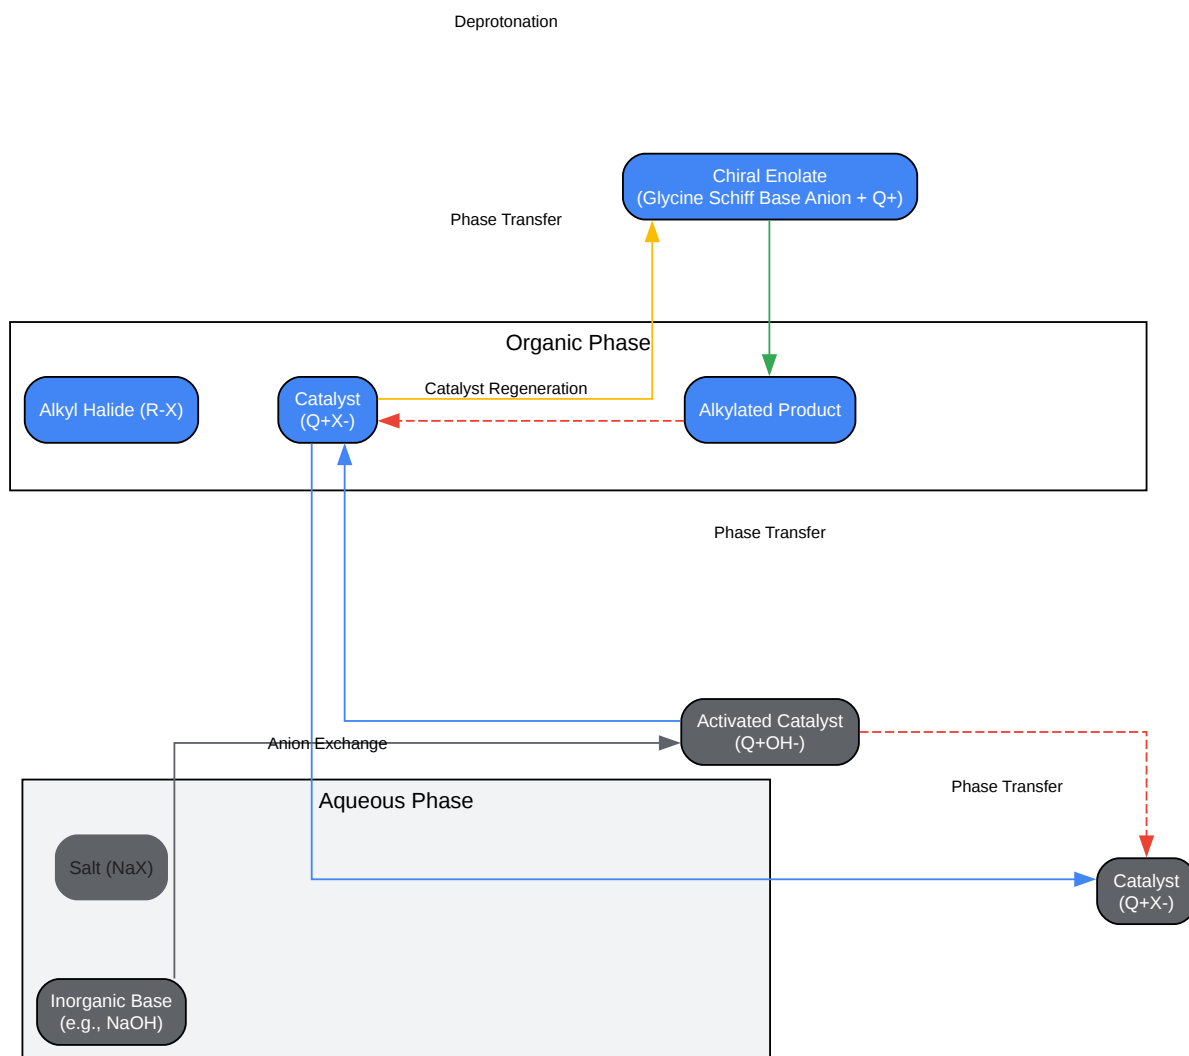 Deprotonation
Chiral Enolate
(Glycine Schiff Base Anion + Q+)
Phase Transfer
Organic Phase
Alkyl Halide (R-X)
Catalyst
(Q+X-)
Catalyst Regeneration
Alkylated Product
Phase Transfer
Activated Catalyst
(Q+OH-)
Anion Exchange
Phase Transfer
Aqueous Phase
Salt (NaX)
Catalyst
(Q+X-)
Inorganic Base
(e.g., NaOH)